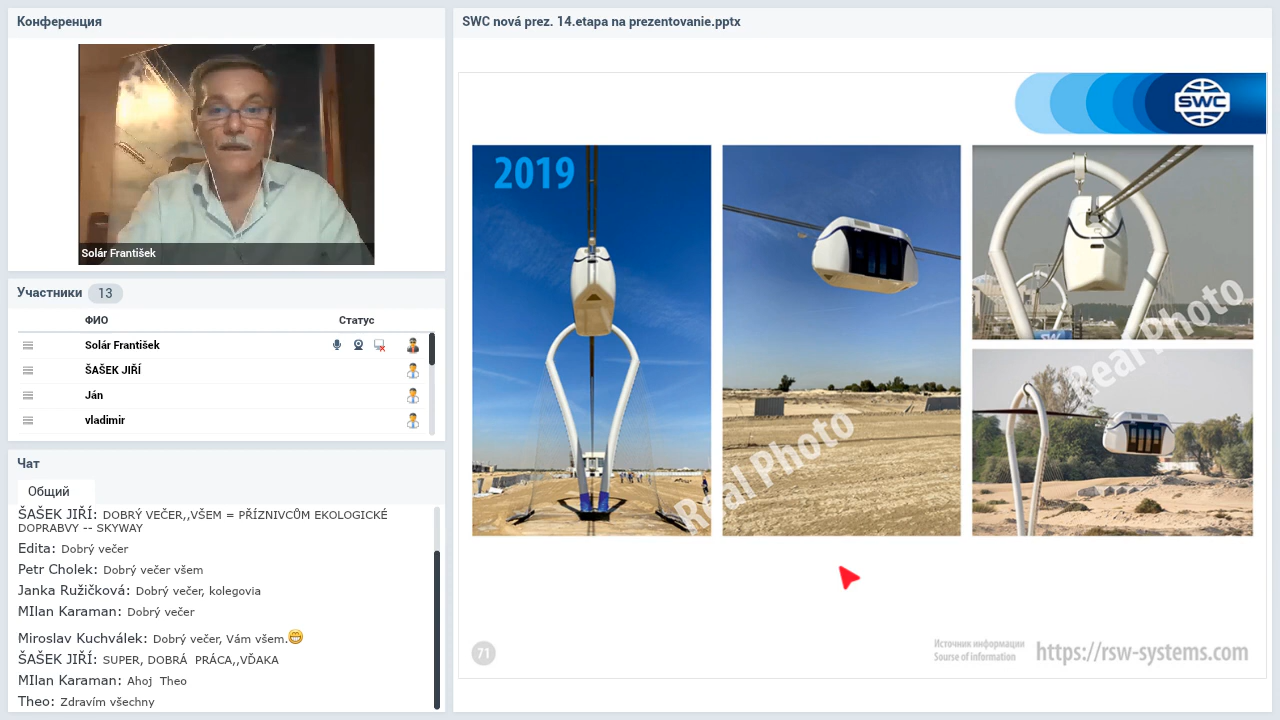 Конференция
Solár František
Участники 13
ФИО Статус
Solár František
ŠAŠEK JIŘÍ
Ján
vladimir
Чат
Общий
ŠAŠEK JIŘÍ: DOBRÝ VEČER,,VŠEM = PŘÍZNIVCŮM EKOLOGICKÉ
DOPRABVY -- SKYWAY
Edita: Dobrý večer
Petr Cholek: Dobrý večer všem
Janka Ružičková: Dobrý večer, kolegovia
MIlan Karaman: Dobrý večer
Miroslav Kuchválek: Dobrý večer, Vám všem.
ŠAŠEK JIŘÍ: SUPER, DOBRÁ PRÁCA,,VĎAKA
MIlan Karaman: Ahoj Theo
Theo: Zdravím všechny
SWC nová prez. 14.etapa na prezentovanie.pptx
SWC
2019
Real Photo
Real Photo
71
Источник информации
Sourse of information
https://rsw-systems.com